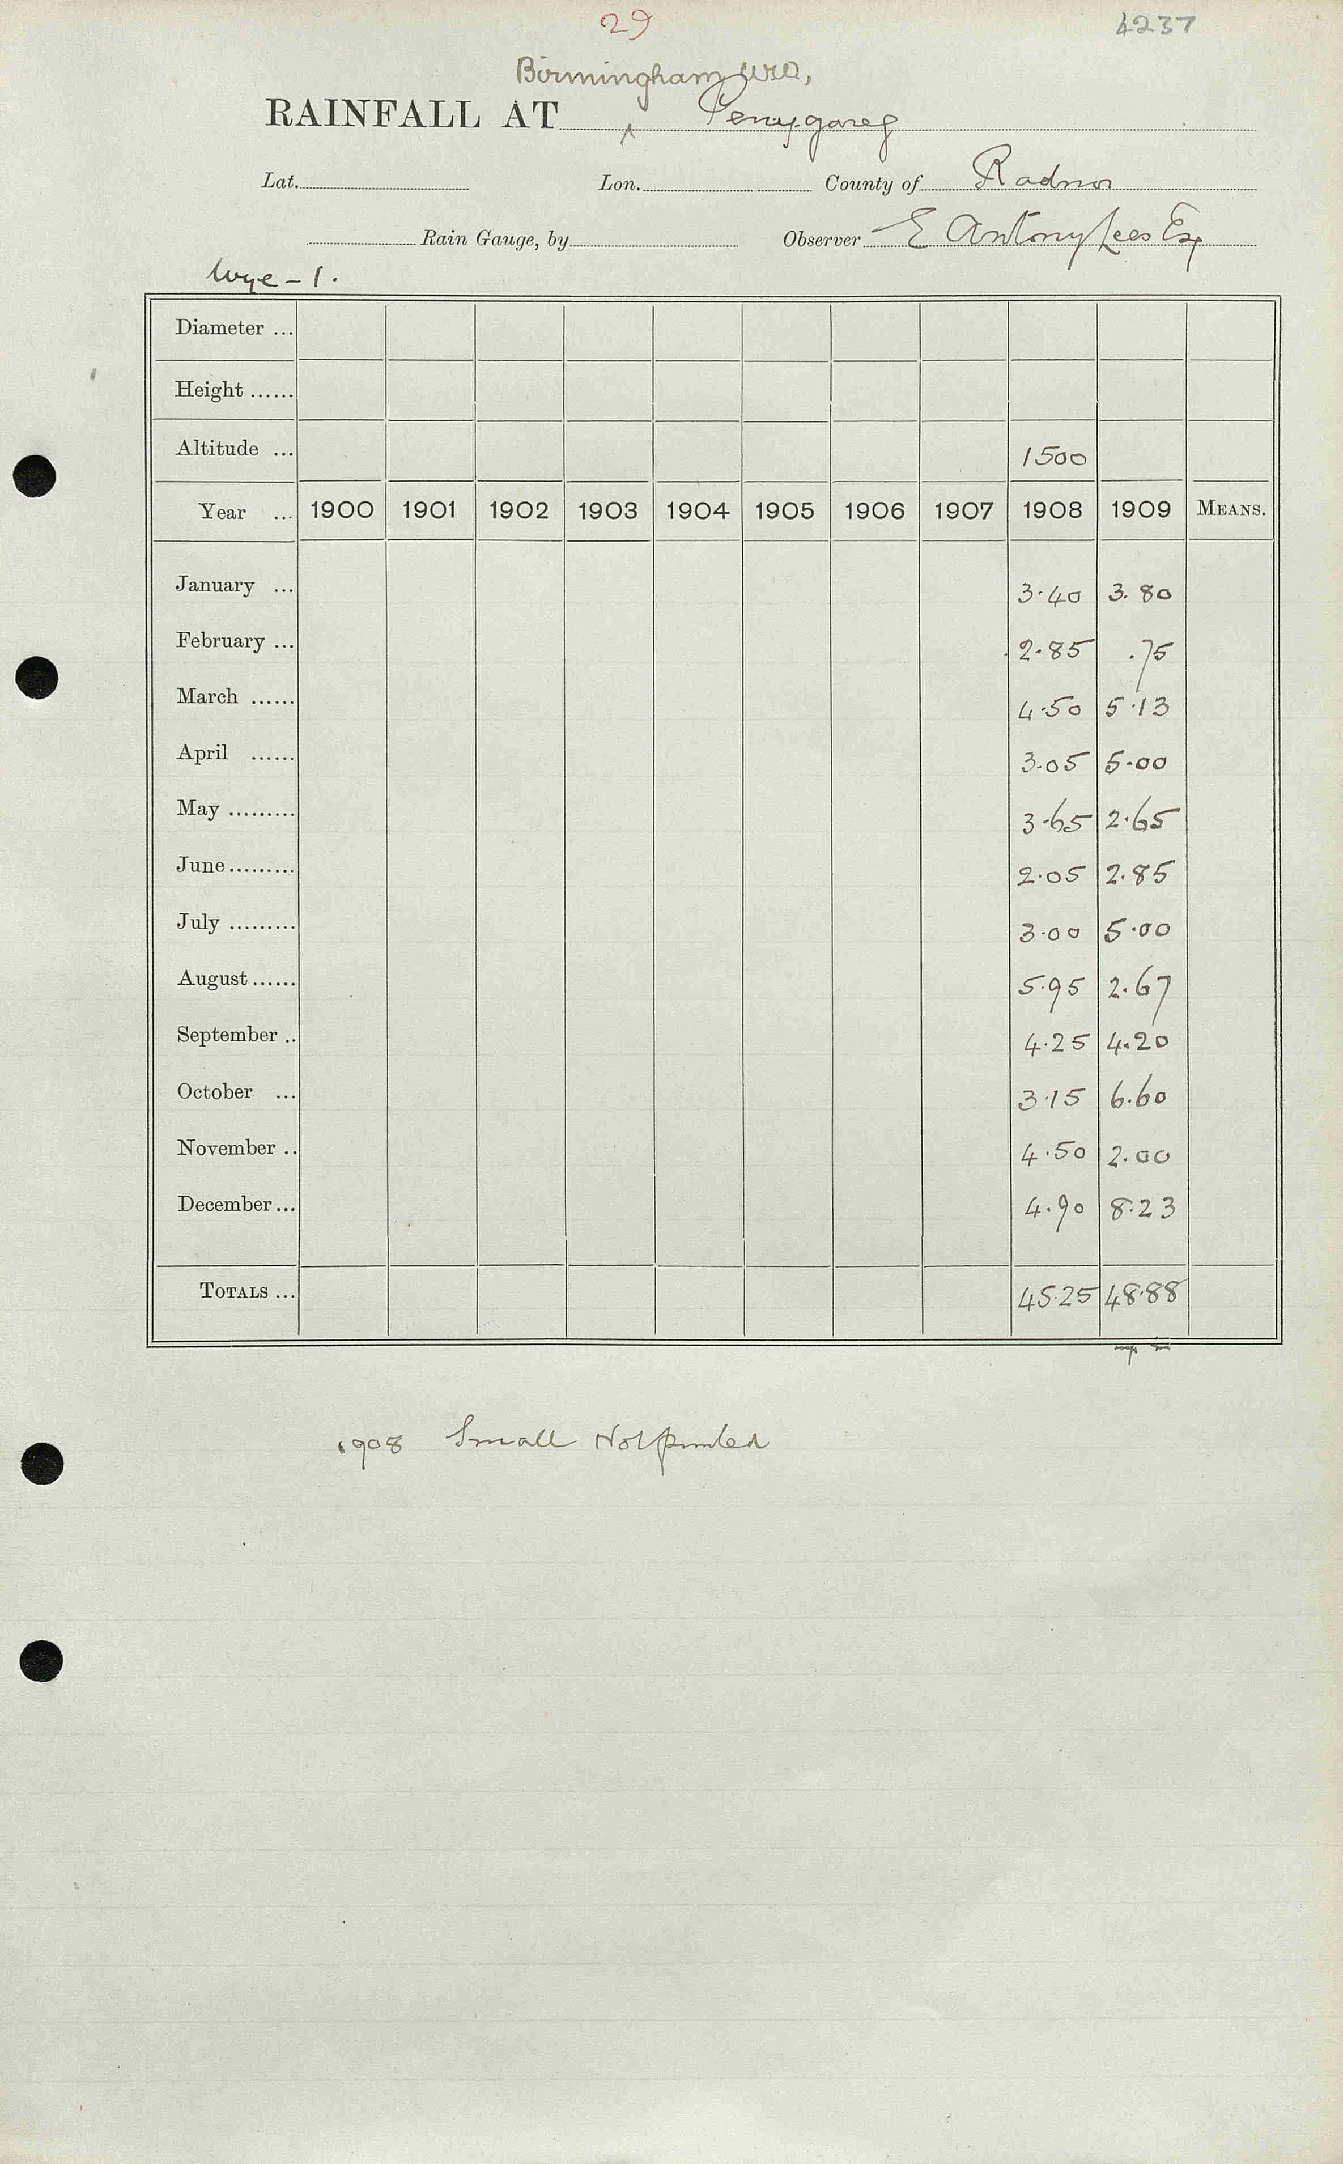 29
4237
Birmingham WW,
RAINFALL AT Penygareg
Lat. Lon. County of Radnor
Rain Gauge, by Observer E Antony Lees Esq
Wye - 1.
Diameter ...
Height ......
Altitude ... 1500
Year ... 1900 1901 1902 1903 1904 1905 1906 1907 1908 1909 MEANS.
January ... 3.40 3.80
February ... 2.85 .75
March ...... 4.50 5.13
April ...... 3.05 5.00
May ......... 3.65 2.65
June ......... 2.05 2.85
July ......... 3.00 5.00
August ...... 5.95 2.67
September .. 4.25 4.20
October ... 3.15 6.60
November .. 4.50 2.00
December ... 4.90 8.23
TOTALS ... 45.25 48.88
1908 Small Not printed